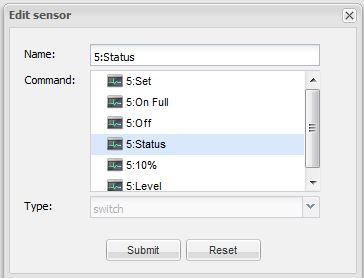 Edit sensor
Name:
5:Status
Command:
5:Set
5:On Full
5:Off
5:Status
5:10%
5:Level
Type:
switch
Submit
Reset